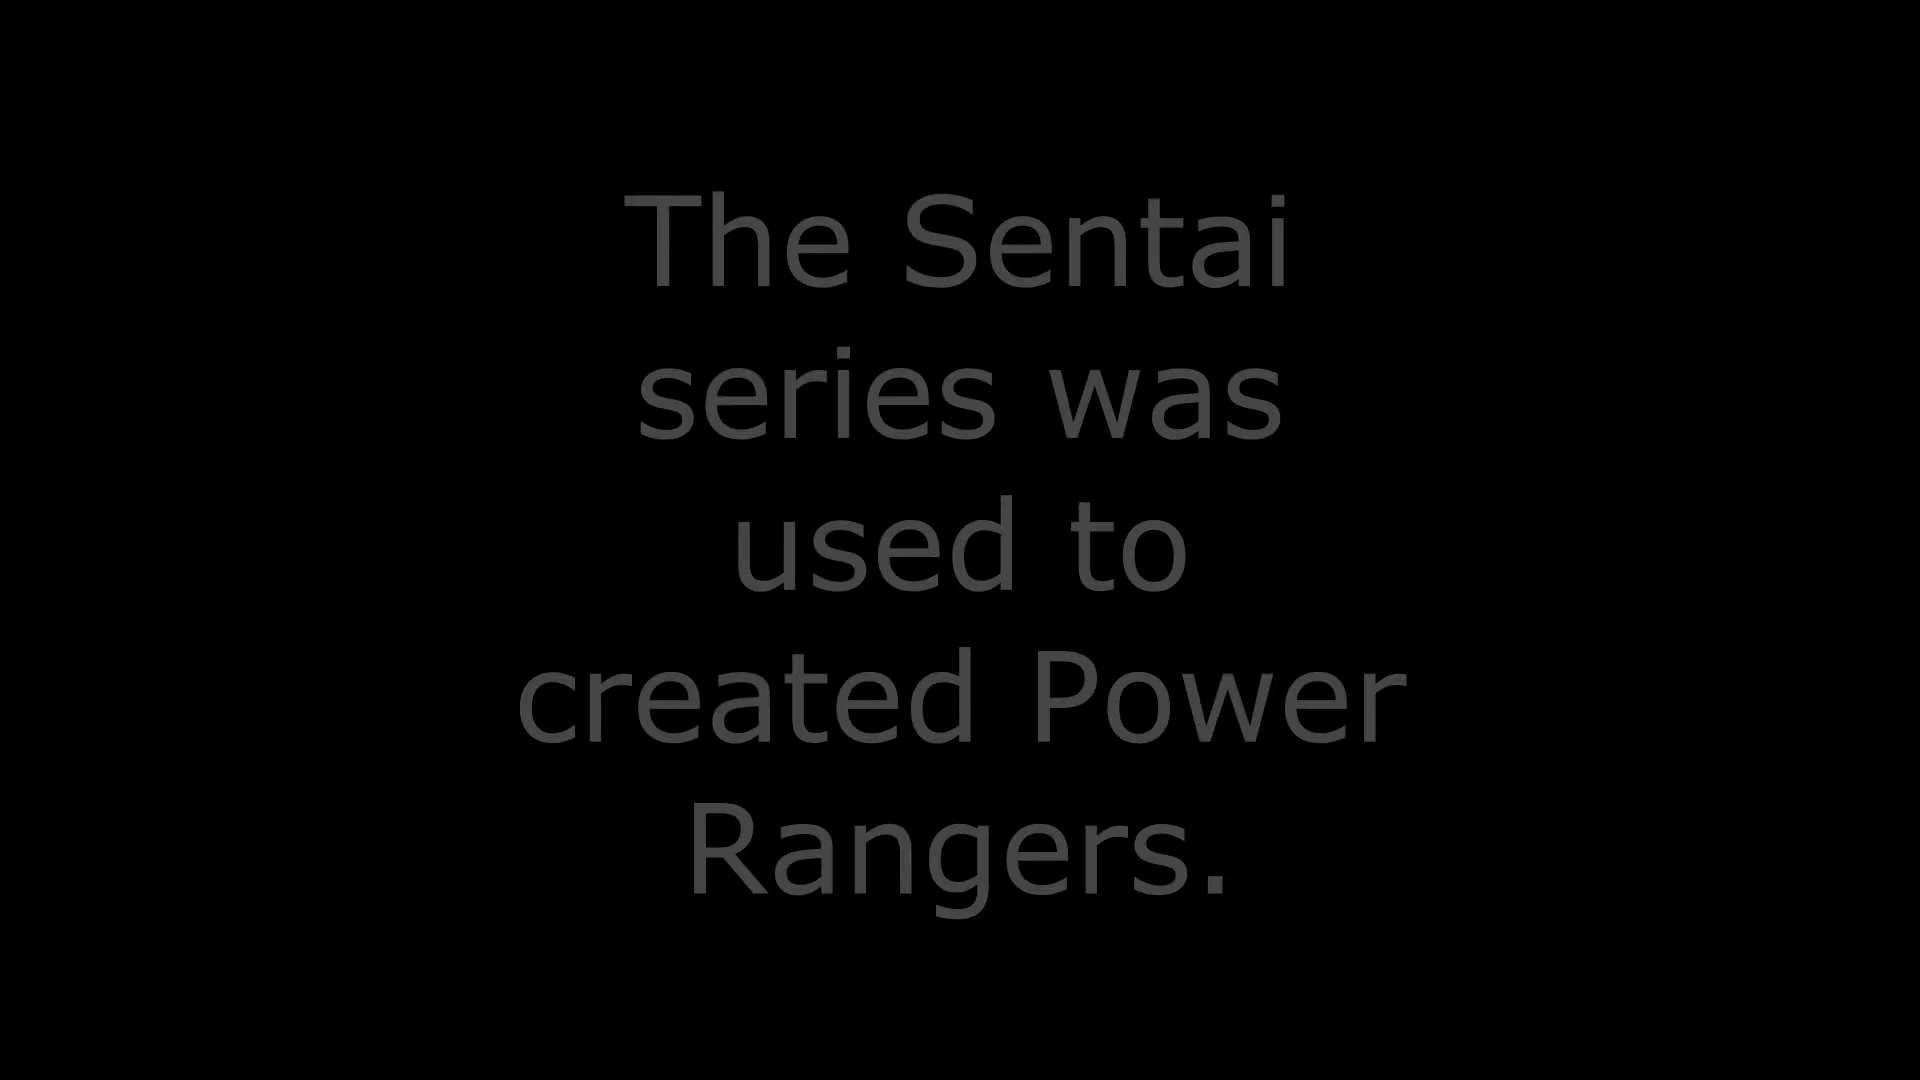 The Sentai
series was
used to
created Power
Rangers.